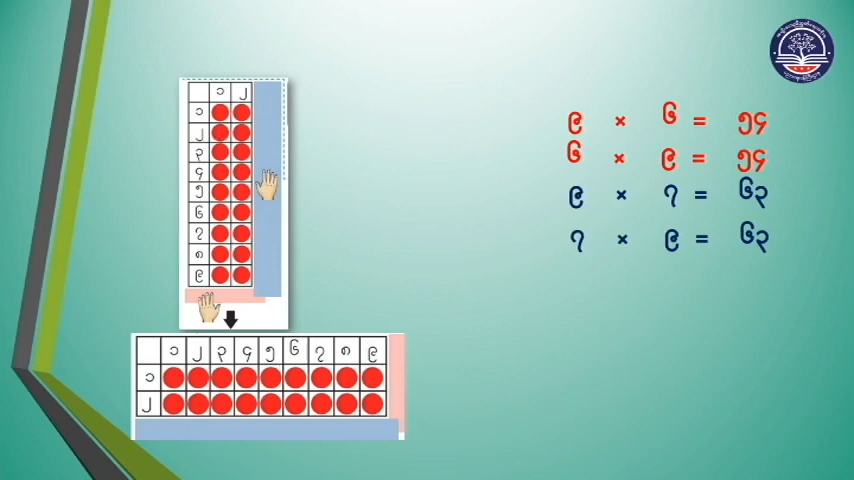 ၁ ၂
၁
၂
၃
၄
၅
၆
၇
၈
၉
၁ ၂ ၃ ၄ ၅ ၆ ၇ ၈ ၉
၁
၂
၉ × ၆ = ၅၄
၆ × ၉ = ၅၄
၉ × ၇ = ၆၃
၇ × ၉ = ၆၃